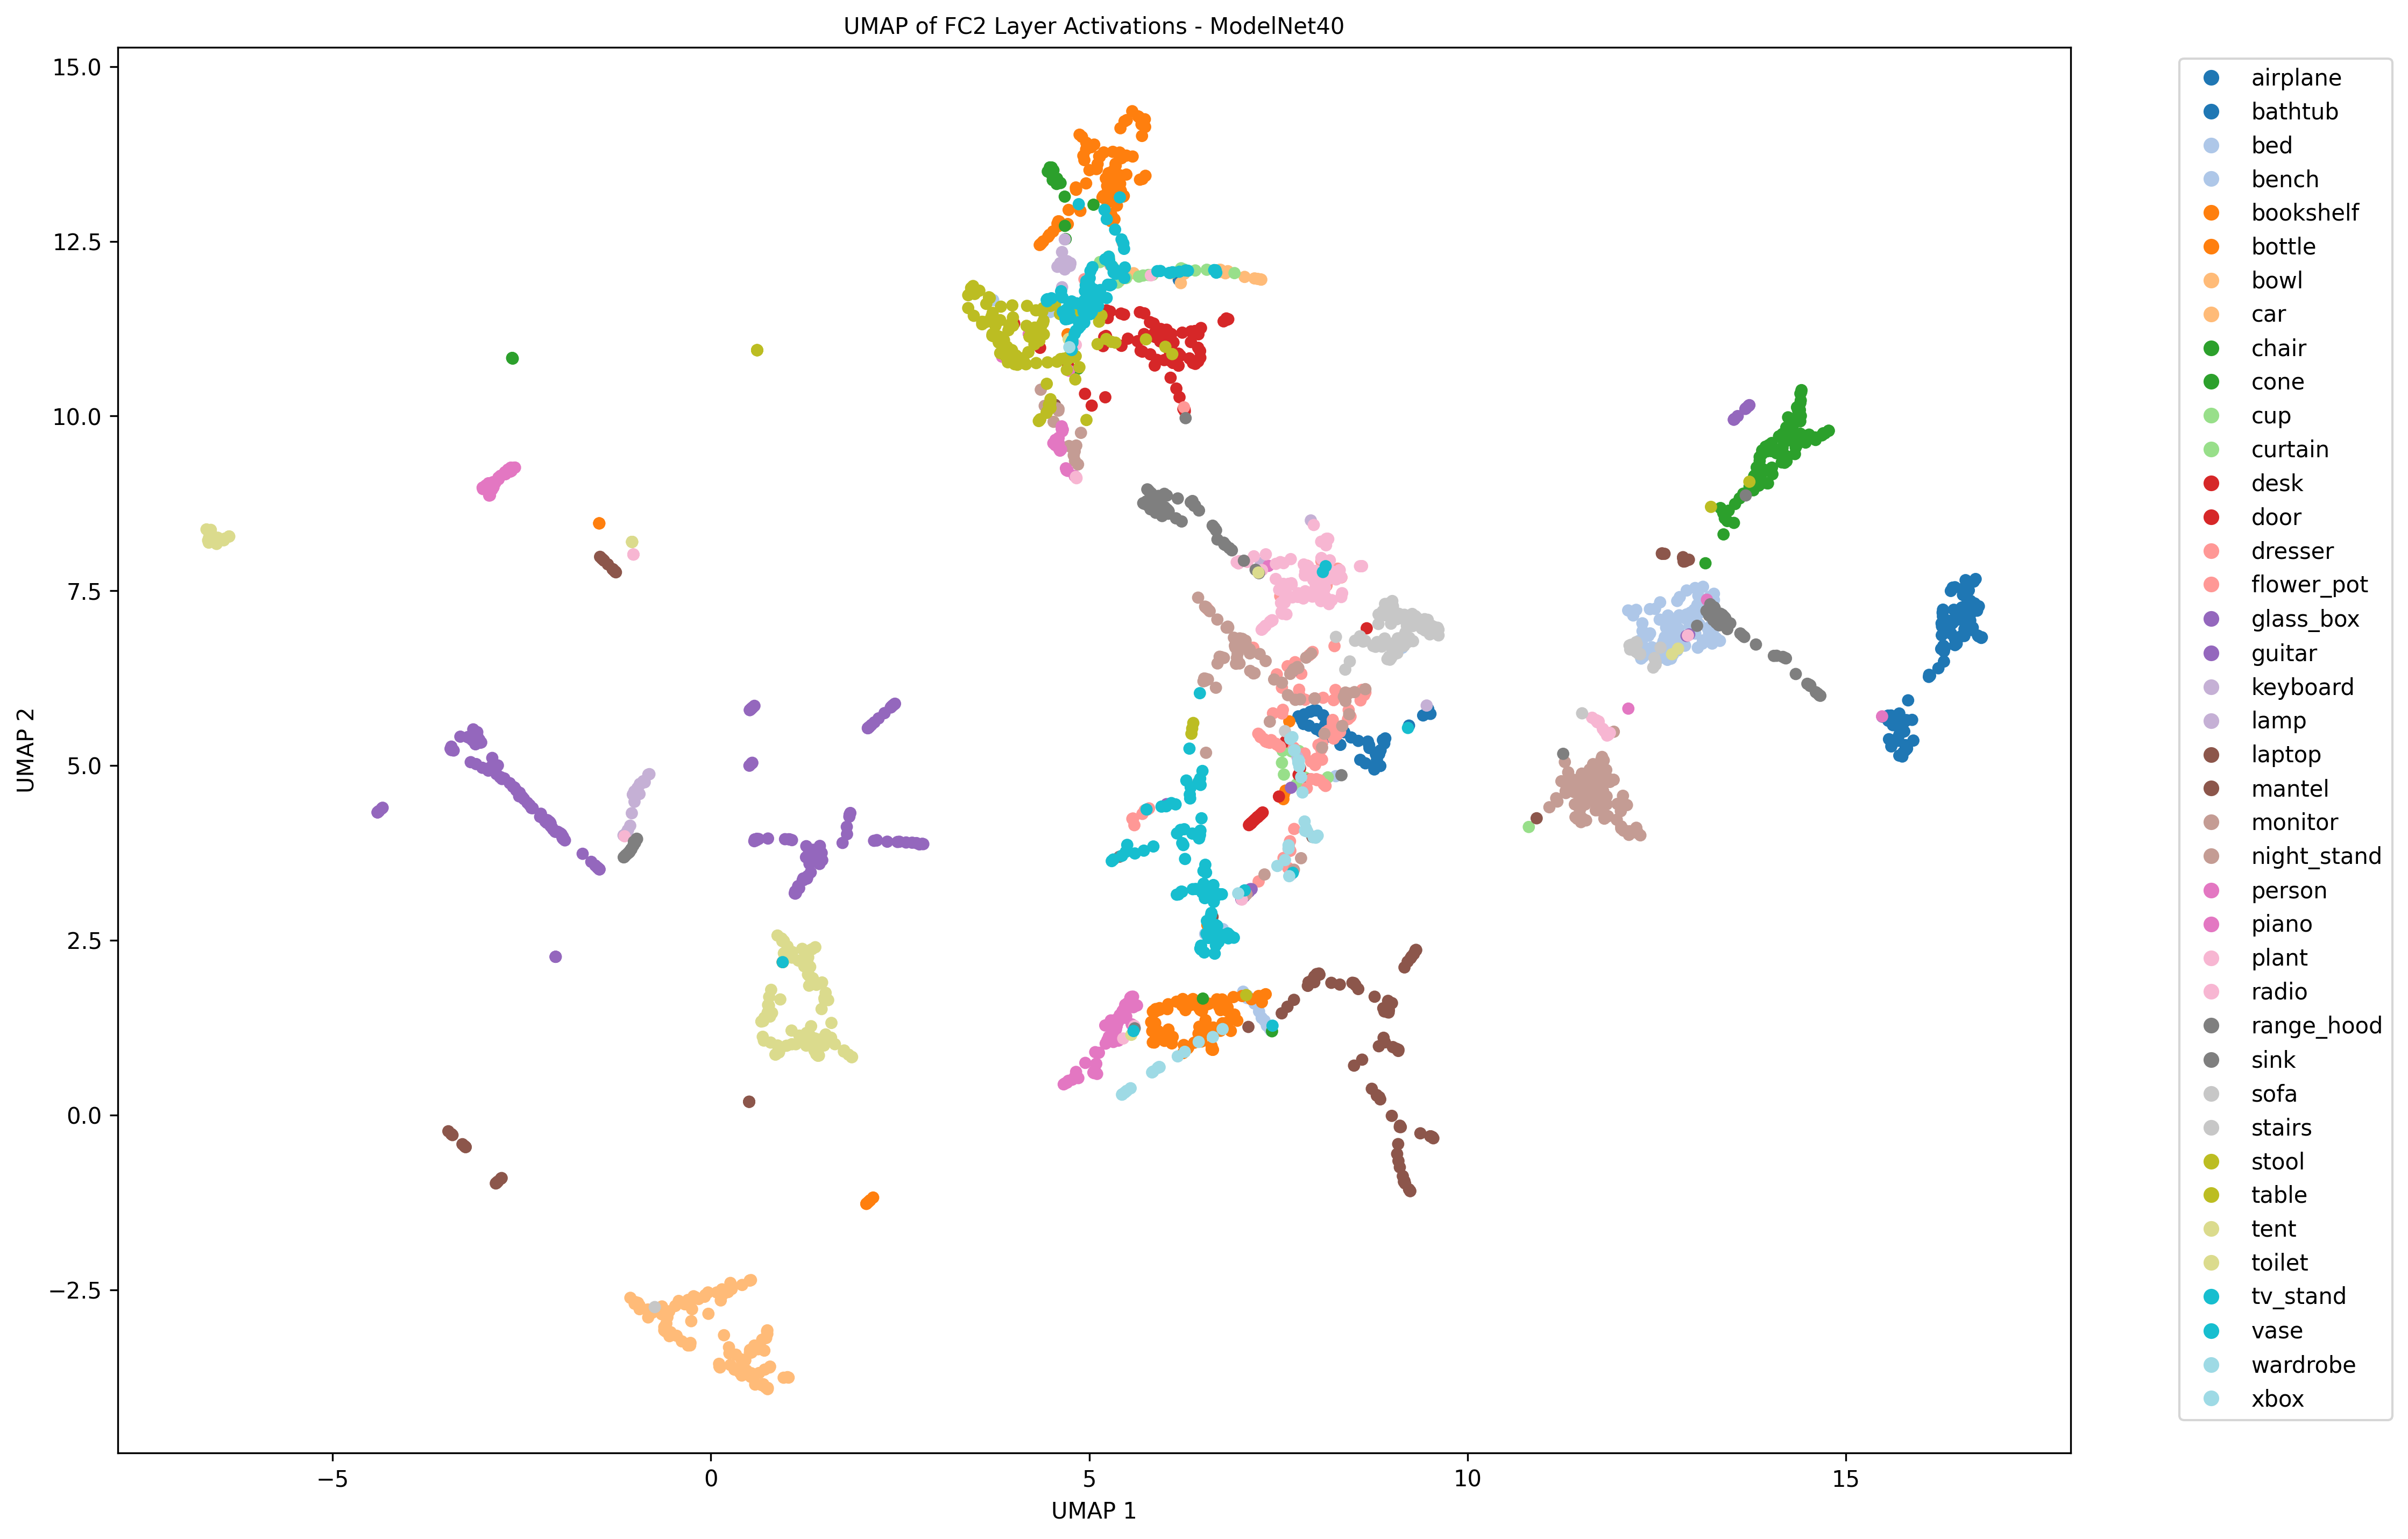 UMAP of FC2 Layer Activations - ModelNet40
15.0
12.5
10.0
7.5
5.0
2.5
0.0
−2.5
UMAP 2
−5
0
5
10
15
UMAP 1
airplane
bathtub
bed
bench
bookshelf
bottle
bowl
car
chair
cone
cup
curtain
desk
door
dresser
flower_pot
glass_box
guitar
keyboard
lamp
laptop
mantel
monitor
night_stand
person
piano
plant
radio
range_hood
sink
sofa
stairs
stool
table
tent
toilet
tv_stand
vase
wardrobe
xbox